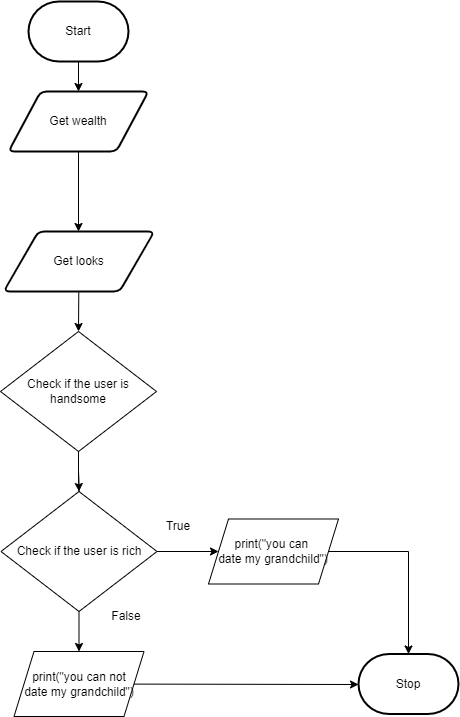 Start
Get wealth
Get looks
Check if the user is
handsome
Check if the user is rich
True
print("you can
date my grandchild")
False
print("you can not
date my grandchild")
Stop